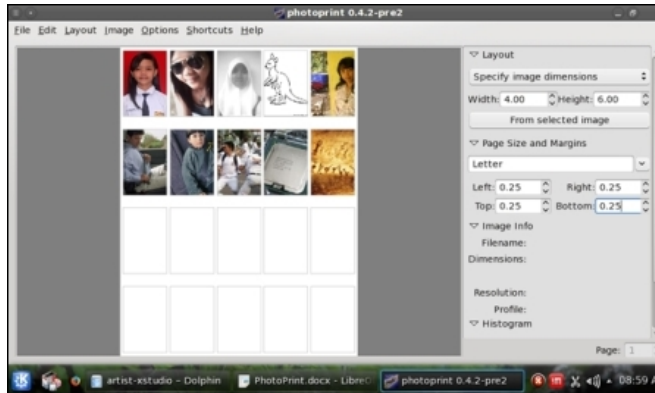 photoprint 0.4.2-pre2
File Edit Layout Image Options Shortcuts Help
Layout
Specify image dimensions
Width: 4.00 Height: 6.00
From selected image
Page Size and Margins
Letter
Left: 0.25 Right: 0.25
Top: 0.25 Bottom: 0.25
Image Info
Filename:
Dimensions:
Resolution:
Profile:
Histogram
Page: 1
artist-xstudio - Dolphin PhotoPrint.docx - LibreO photoprint 0.4.2-pre2 08:59 A